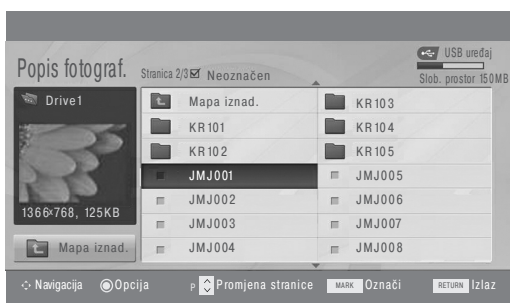 USB uređaj
Popis fotograf.
Stranica 2/3 Neoznačen
Slob. prostor 150MB
Drive1
1366×768, 125KB
Mapa iznad.
Mapa iznad.
KR101
KR102
JMJ001
JMJ002
JMJ003
JMJ004
KR103
KR104
KR105
JMJ005
JMJ006
JMJ007
JMJ008
Navigacija Opcija P Promjena stranice MARK Označi RETURN Izlaz